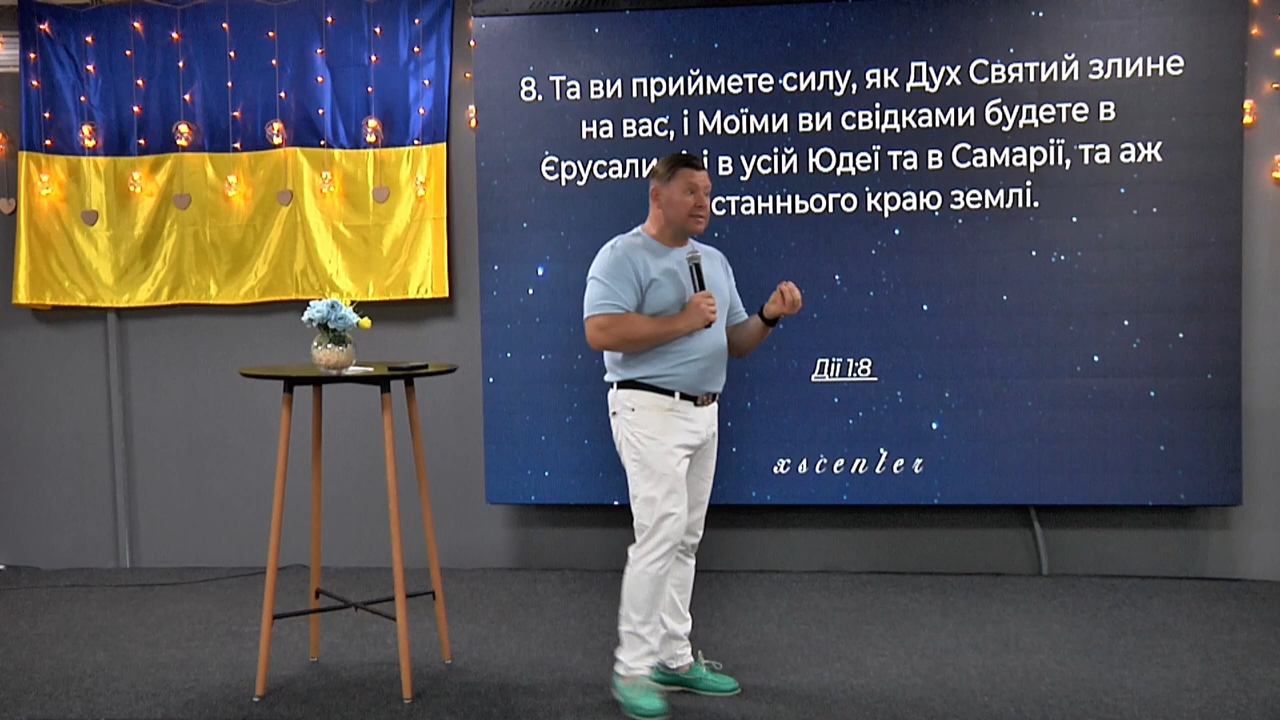 8. Та ви приймете силу, як Дух Святий злине
на вас, і Моїми ви свідками будете в
і в усій Юдеї та в Самарії, та аж
краю землі.
Дії 1:8
xscenter